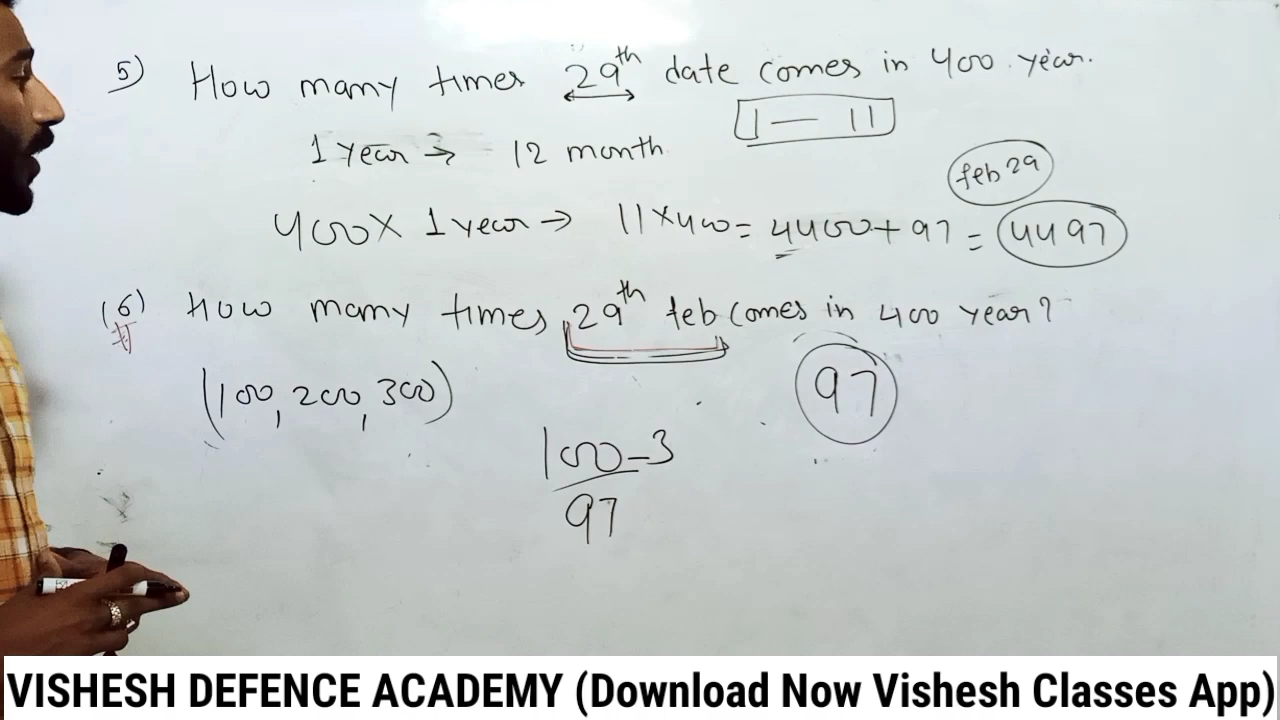 5) How many times 29th date comes in 400 year.
1 – 11
1 year → 12 month
feb 29
400 × 1 year → 11 × 400 = 4400 + 97 = 4497
(6) How many times 29th feb comes in 400 year?
(100, 200, 300)
97
100 – 3
97
VISHESH DEFENCE ACADEMY (Download Now Vishesh Classes App)